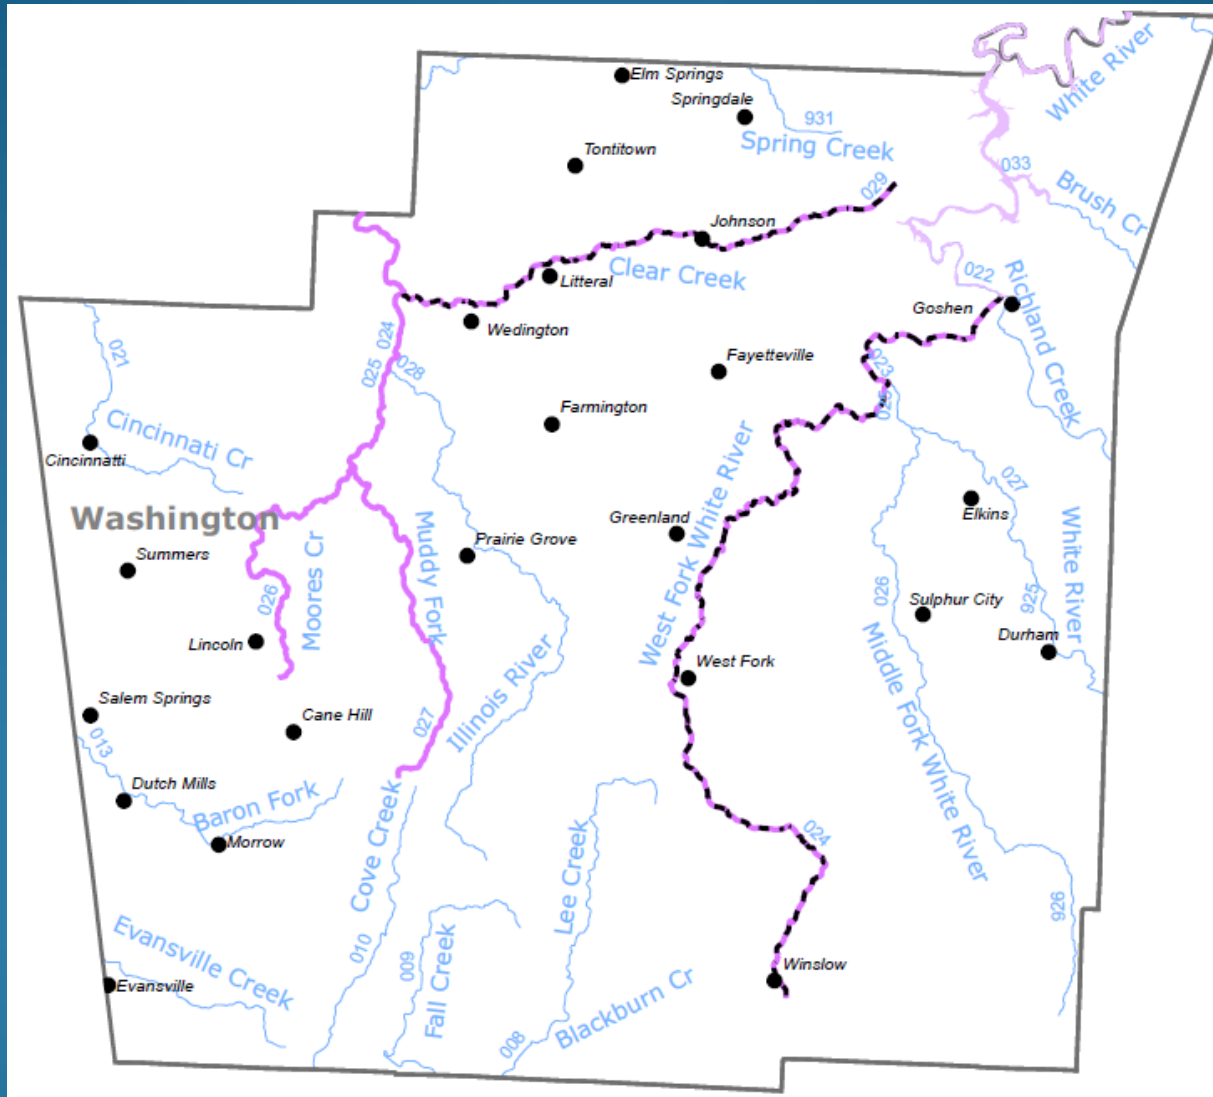 Elm Springs
White River
Springdale
931
Spring Creek
Tontitown
033
029
Brush Cr
Johnson
Clear Creek
022
Richland Creek
Litteral
Goshen
Wedington
021
024
025
028
Fayetteville
023
Farmington
Cincinnati Cr
Cincinnatti
West Fork White River
027
Elkins
Washington
Muddy Fork
Greenland
White River
Prairie Grove
Summers
Moores Cr
026
026
925
Sulphur City
Lincoln
Durham
Illinois River
Middle Fork White River
West Fork
Salem Springs
Cane Hill
027
013
Dutch Mills
Baron Fork
Morrow
Cove Creek
Lee Creek
024
926
Evansville Creek
010
009
Fall Creek
Winslow
Evansville
Blackburn Cr
008